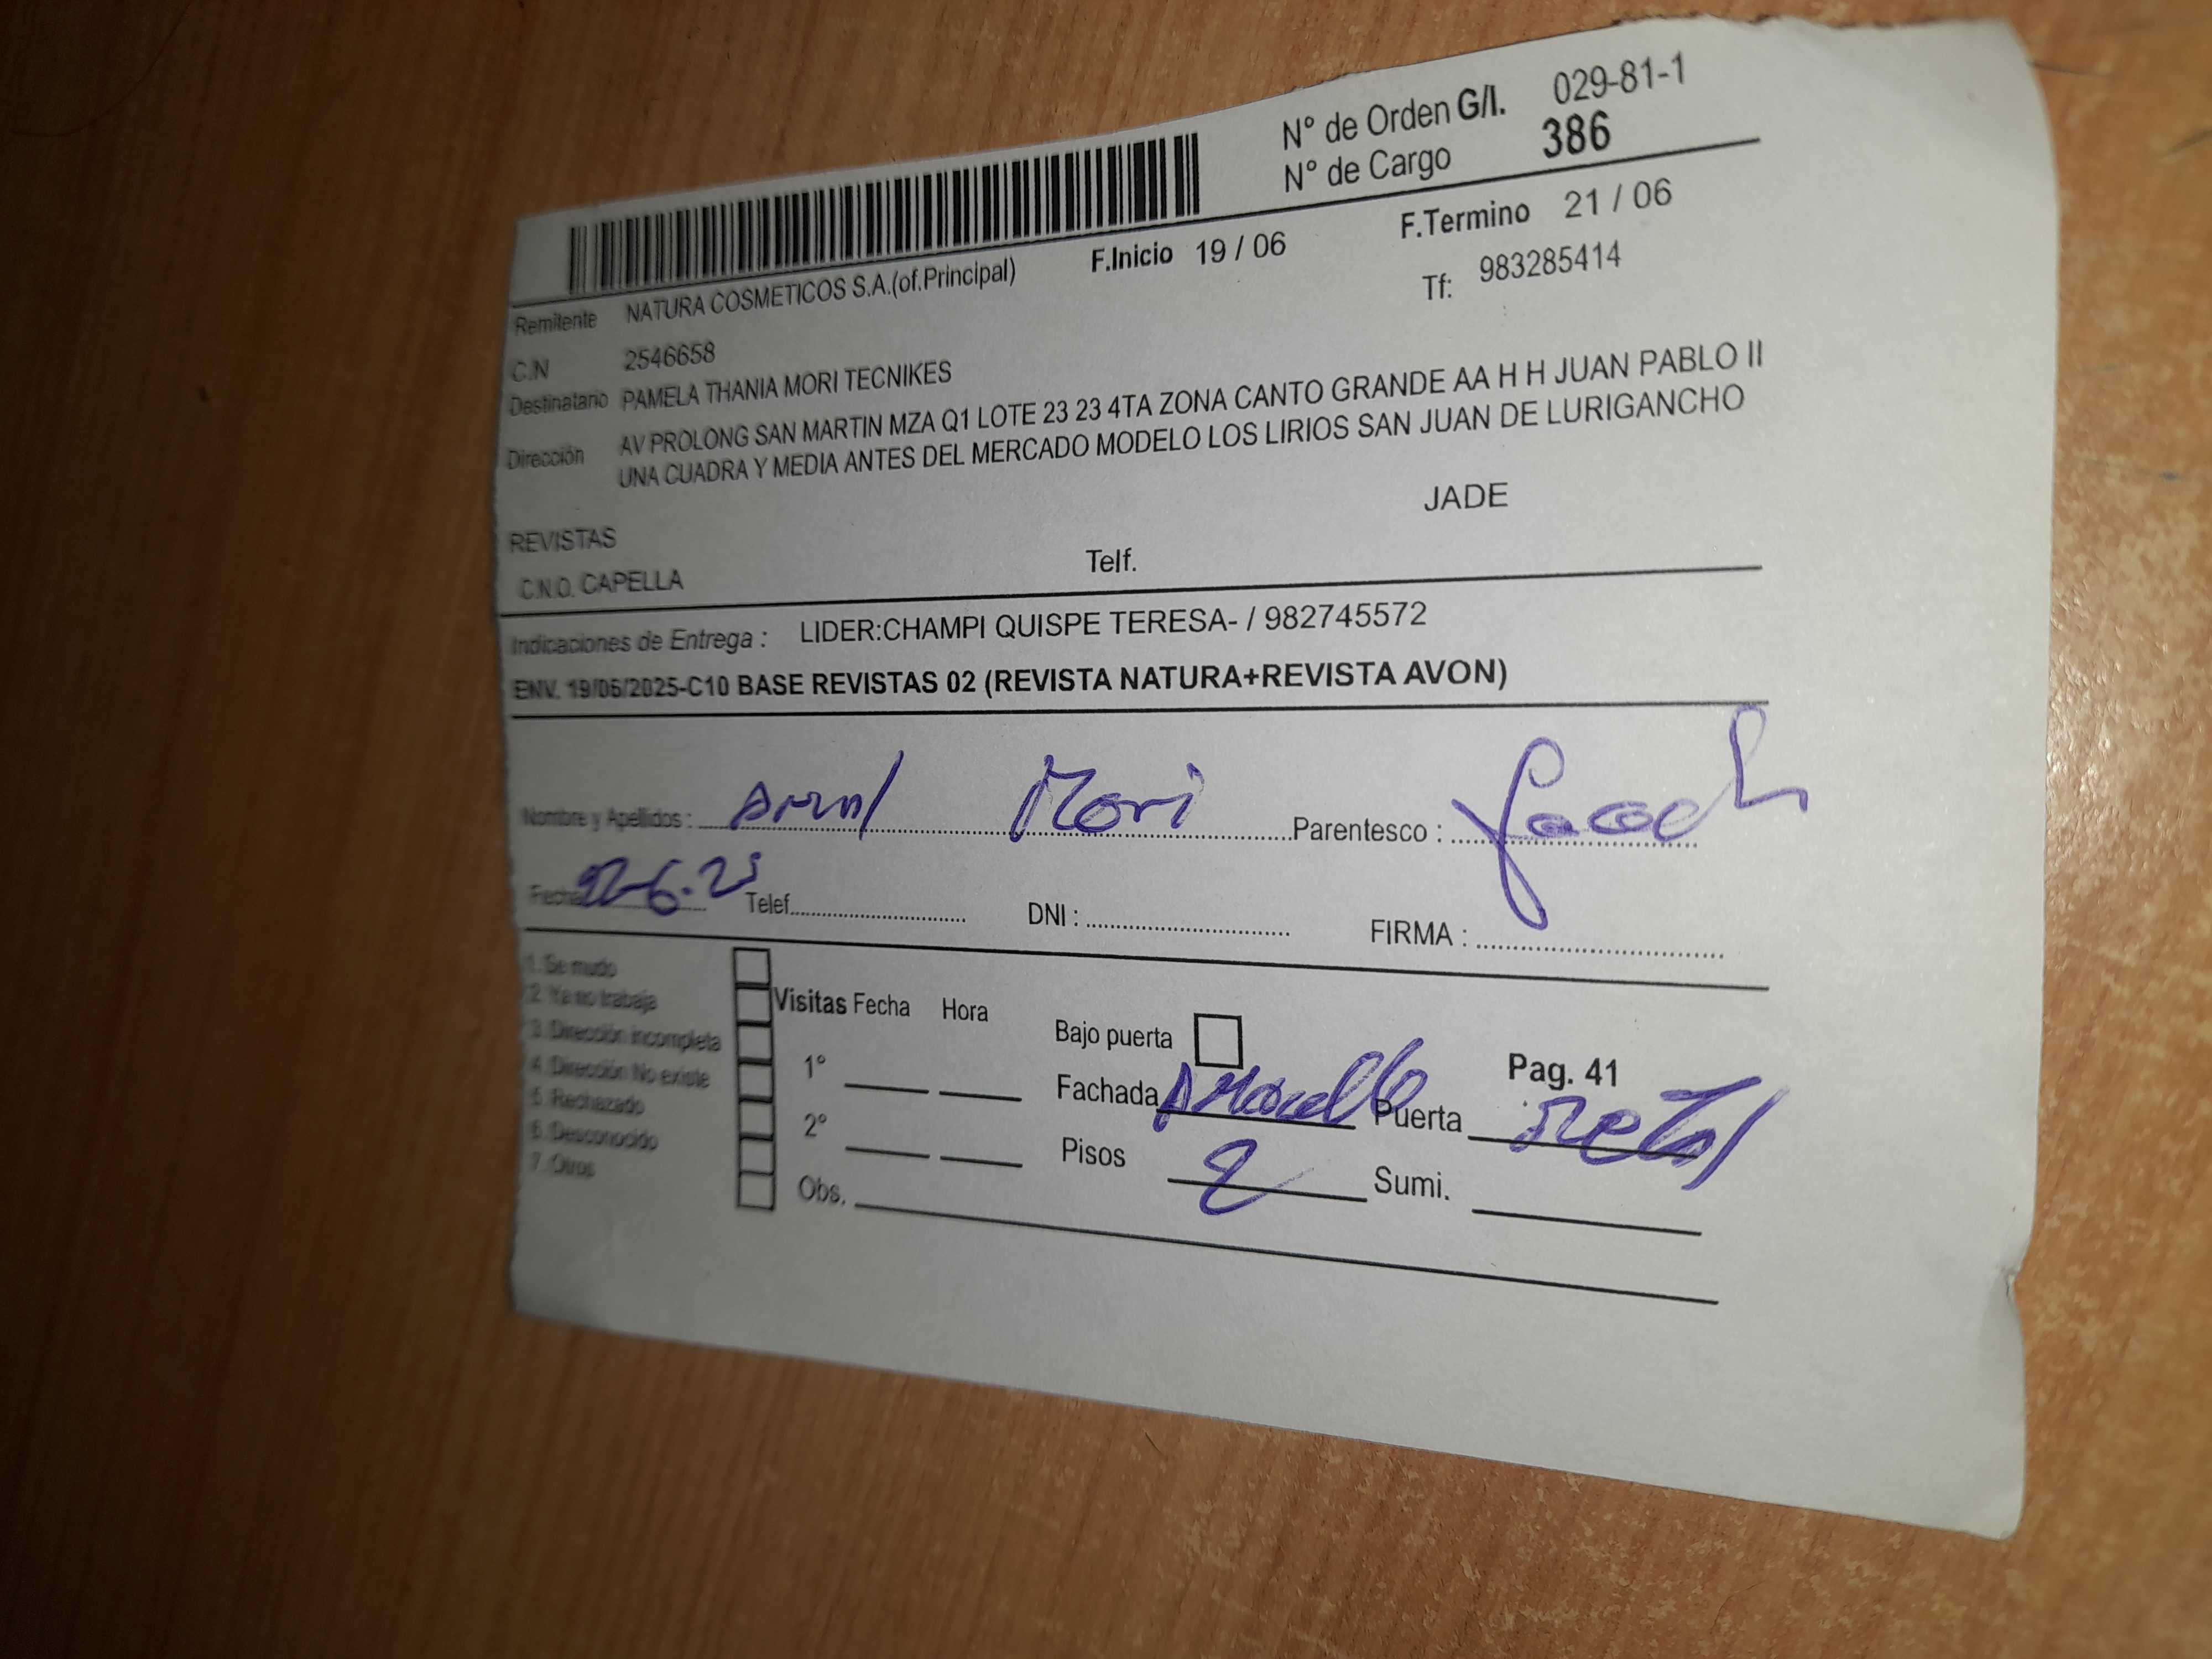 N° de Orden G/I. 029-81-1
N° de Cargo 386
F.Inicio 19 / 06 F.Termino 21 / 06
Remitente NATURA COSMETICOS S.A.(of.Principal) Tf: 983285414
C.N 2546658
Destinatario PAMELA THANIA MORI TECNIKES
Dirección AV PROLONG SAN MARTIN MZA Q1 LOTE 23 23 4TA ZONA CANTO GRANDE AA H H JUAN PABLO II
UNA CUADRA Y MEDIA ANTES DEL MERCADO MODELO LOS LIRIOS SAN JUAN DE LURIGANCHO
JADE
REVISTAS
C.N.O. CAPELLA Telf.
Indicaciones de Entrega : LIDER:CHAMPI QUISPE TERESA- / 982745572
ENV. 19/06/2025-C10 BASE REVISTAS 02 (REVISTA NATURA+REVISTA AVON)
Nombre y Apellidos : Mori Parentesco :
Fecha Telef. DNI : FIRMA :
1. Se mudo
2. Ya no trabaja Visitas Fecha Hora
3. Dirección incompleta Bajo puerta
4. Dirección No existe 1° Fachada Pag. 41
5. Rechazado Puerta
6. Desconocido 2° Pisos 2 Sumi.
7. Otros Obs.